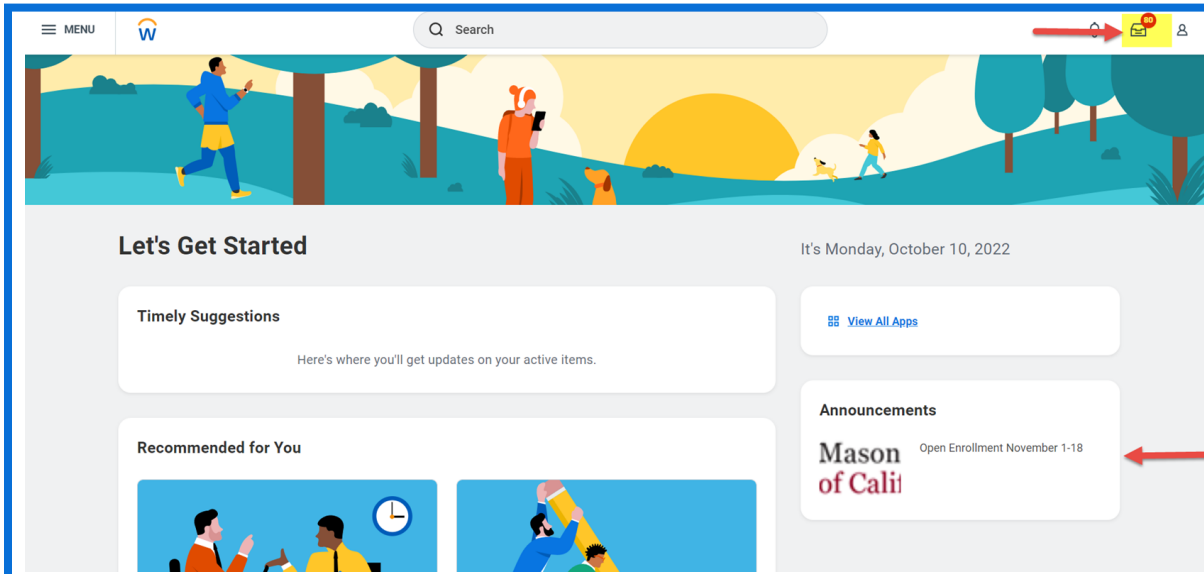 MENU
W
Search
80
Let's Get Started
It's Monday, October 10, 2022
Timely Suggestions
Here's where you'll get updates on your active items.
View All Apps
Recommended for You
Announcements
Mason
of Calif
Open Enrollment November 1-18